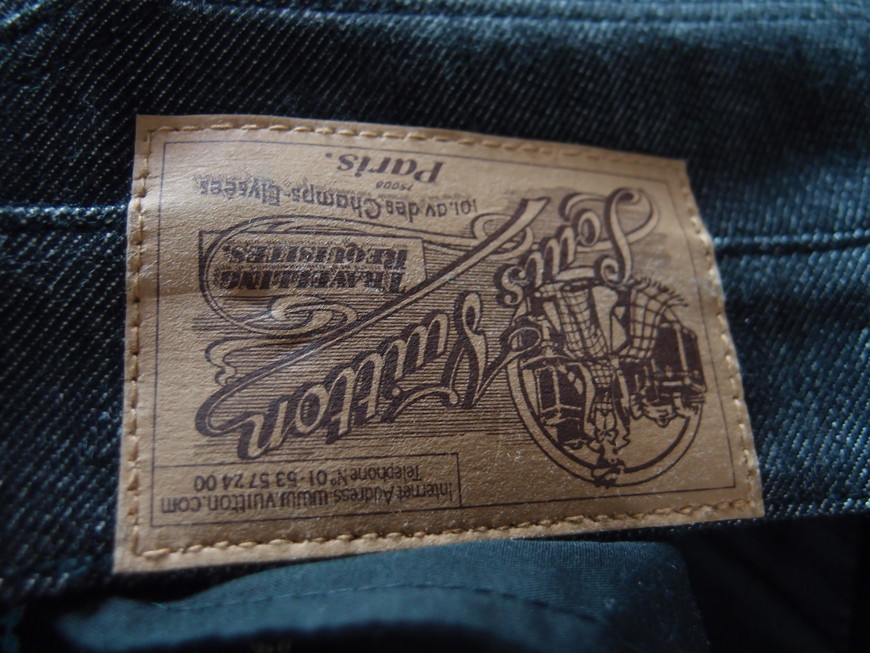 Internet Address: www.vuitton.com
Telephone Nº 01-53 57 24 00
Louis
Vuitton
TRAVELLING
REQUISITES.
101. av des Champs-Elysées
75008
Paris.